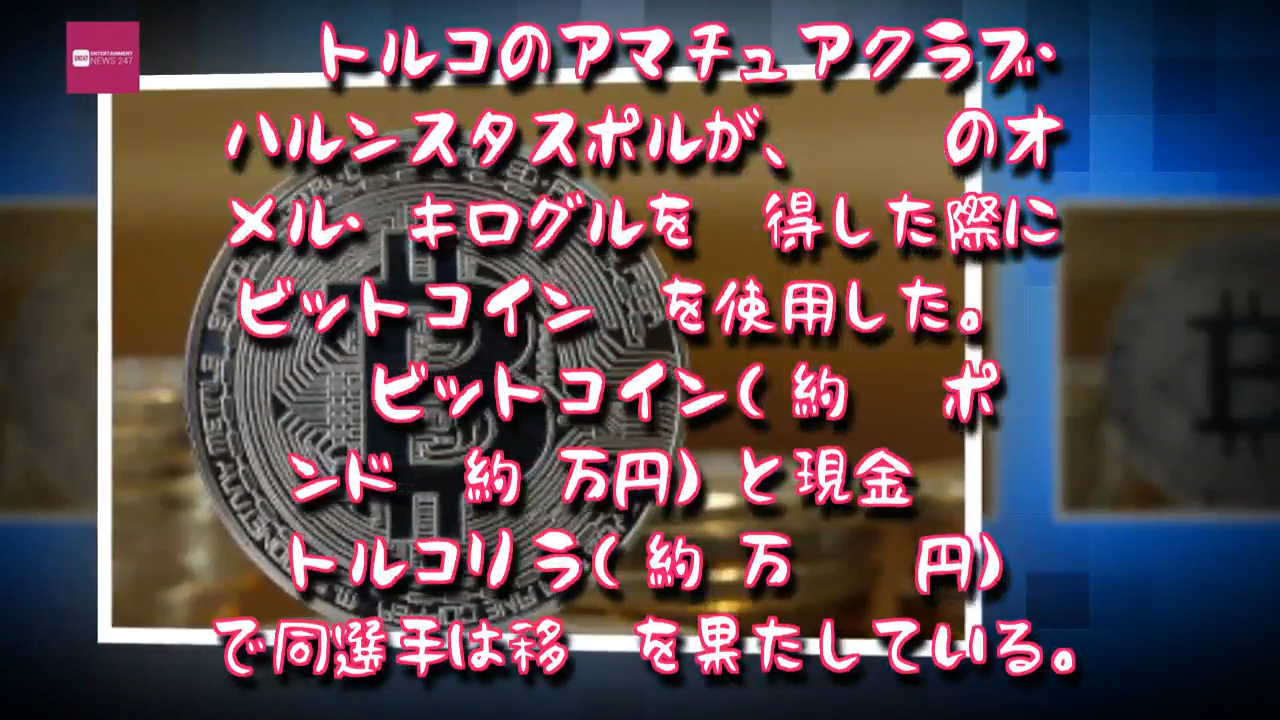 ENTERTAINMENT
NEWS 247
トルコのアマチュアクラブ・
ハルンスタスポルが、 のオ
メル・ キログルを 得した際に
ビットコイン を使用した。
ビットコイン( 約 ポ
ンド 約 万円) と現金
トルコリラ( 約 万 円)
で同選手は移 を果たしている。